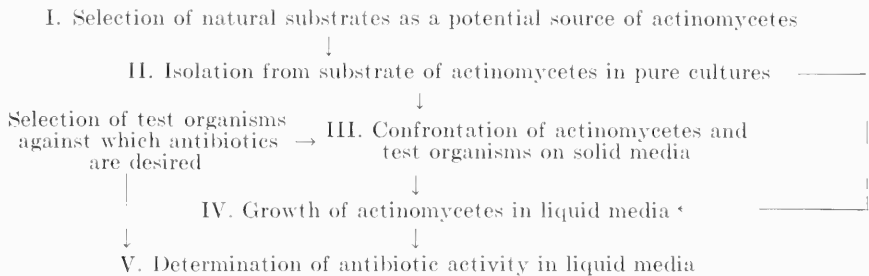 I. Selection of natural substrates as a potential source of actinomycetes
↓
II. Isolation from substrate of actinomycetes in pure cultures
↓
Selection of test organisms
against which antibiotics
are desired
→ III. Confrontation of actinomycetes and
test organisms on solid media
↓
IV. Growth of actinomycetes in liquid media
↓ ↓
V. Determination of antibiotic activity in liquid media